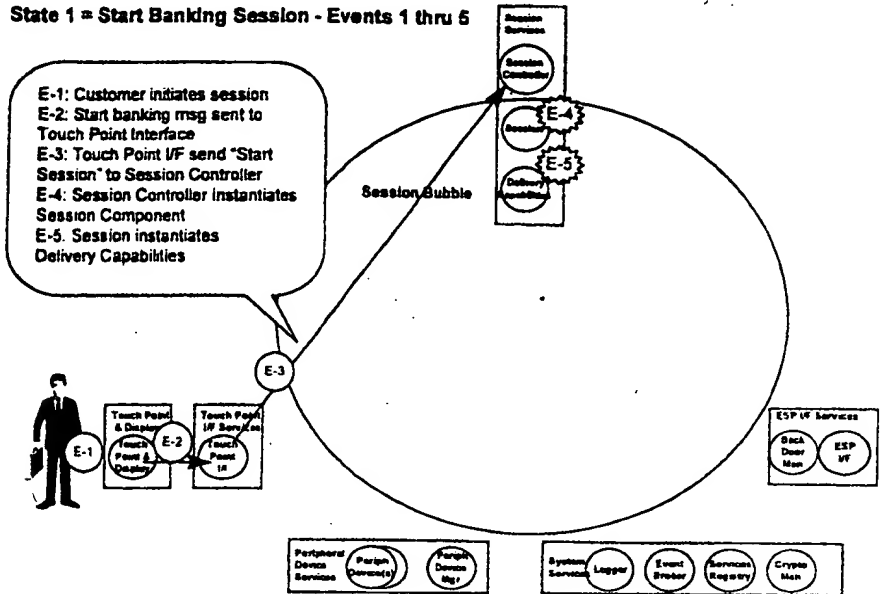 State 1 = Start Banking Session - Events 1 thru 5
Session
Services
Session
Controller
E-1: Customer initiates session
E-2: Start banking msg sent to
Touch Point Interface
E-3: Touch Point I/F send "Start
Session" to Session Controller
E-4: Session Controller Instantiates
Session Component
E-5. Session instantiates
Delivery Capabilities
E-4
Session
E-5
Delivery
Session Bubble
E-3
Touch Point
& Display
Touch Point
I/F Services
E-1
Touch
Point &
Display
E-2
Touch
Point
I/F
ESP I/F Services
Back
Door
Man
ESP
I/F
Peripheral
Device
Services
Periph
Device(s)
Periph
Device
Mgr
System
Services
Logger
Event
Broker
Services
Registry
Crypto
Man